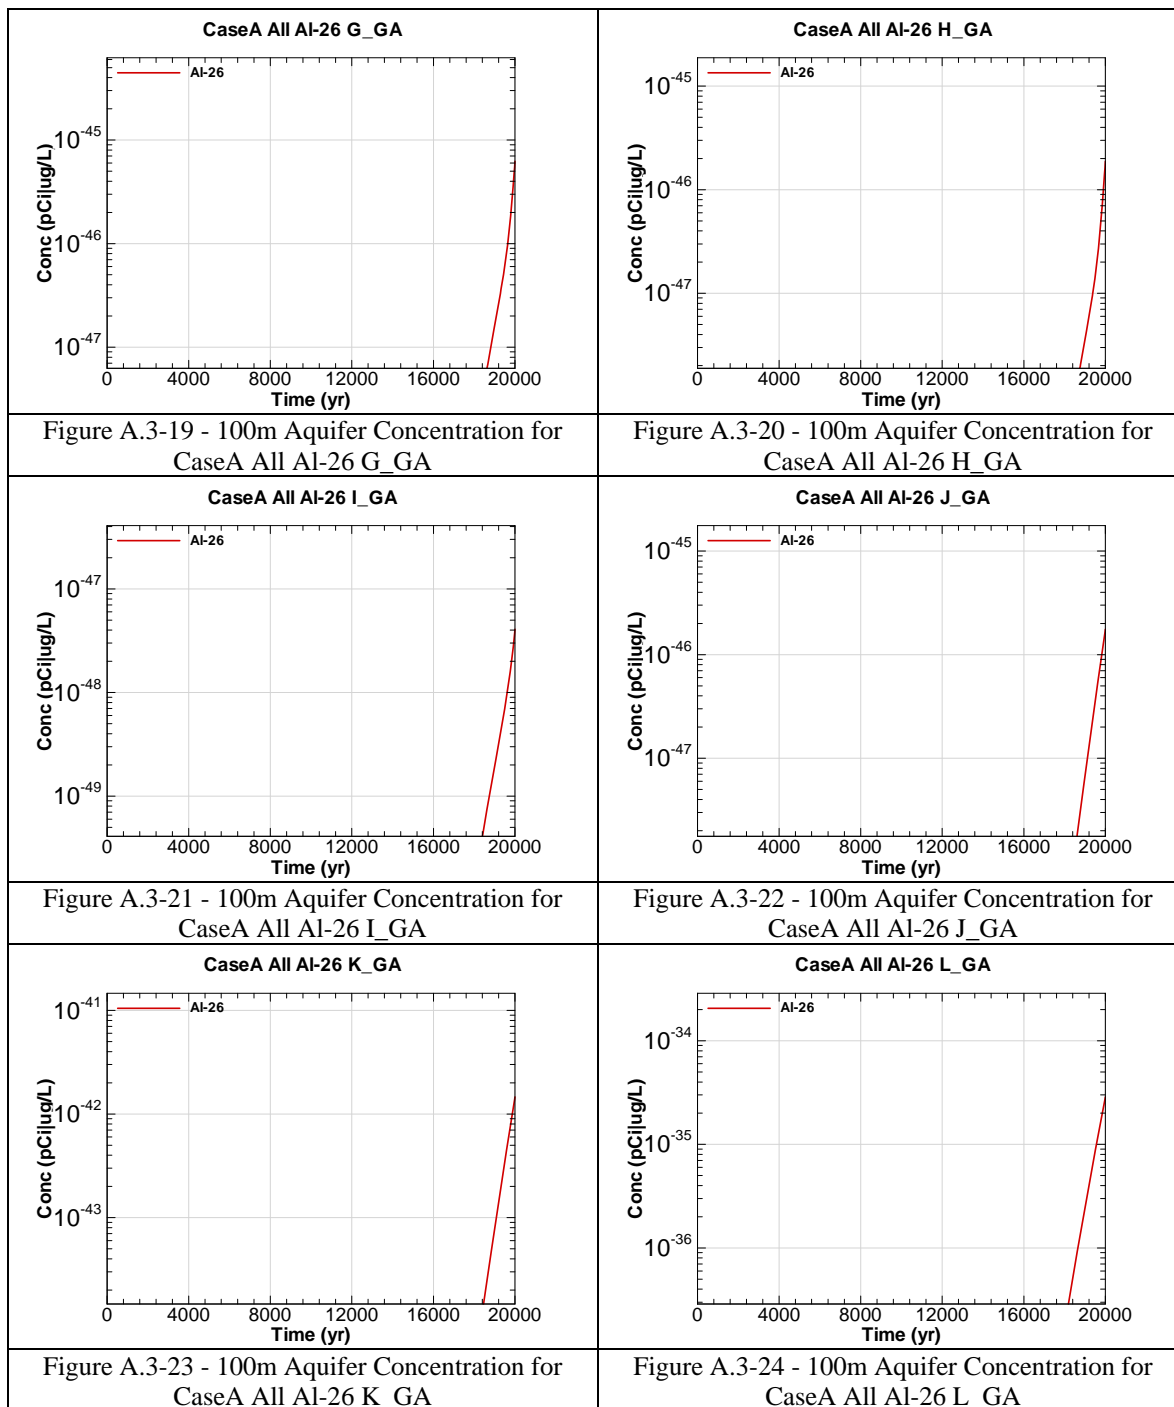 CaseA All Al-26 G_GA
Al-26
Conc (pCi|ug/L)
10-45
10-46
10-47
0 4000 8000 12000 16000 20000
Time (yr)
Figure A.3-19 - 100m Aquifer Concentration for
CaseA All Al-26 G_GA
CaseA All Al-26 H_GA
Al-26
Conc (pCi|ug/L)
10-45
10-46
10-47
0 4000 8000 12000 16000 20000
Time (yr)
Figure A.3-20 - 100m Aquifer Concentration for
CaseA All Al-26 H_GA
CaseA All Al-26 I_GA
Al-26
Conc (pCi|ug/L)
10-47
10-48
10-49
0 4000 8000 12000 16000 20000
Time (yr)
Figure A.3-21 - 100m Aquifer Concentration for
CaseA All Al-26 I_GA
CaseA All Al-26 J_GA
Al-26
Conc (pCi|ug/L)
10-45
10-46
10-47
0 4000 8000 12000 16000 20000
Time (yr)
Figure A.3-22 - 100m Aquifer Concentration for
CaseA All Al-26 J_GA
CaseA All Al-26 K_GA
Al-26
Conc (pCi|ug/L)
10-41
10-42
10-43
0 4000 8000 12000 16000 20000
Time (yr)
Figure A.3-23 - 100m Aquifer Concentration for
CaseA All Al-26 K_GA
CaseA All Al-26 L_GA
Al-26
Conc (pCi|ug/L)
10-34
10-35
10-36
0 4000 8000 12000 16000 20000
Time (yr)
Figure A.3-24 - 100m Aquifer Concentration for
CaseA All Al-26 L_GA